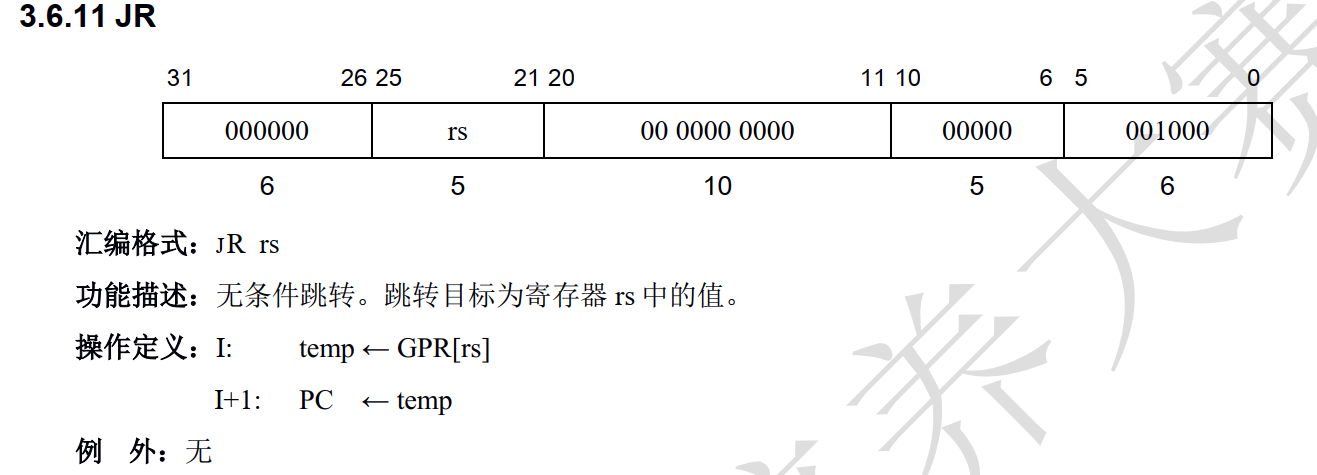 3.6.11 JR
31 26 25 21 20 11 10 6 5 0
000000 rs 00 0000 0000 00000 001000
6 5 10 5 6
汇编格式：JR rs
功能描述：无条件跳转。跳转目标为寄存器 rs 中的值。
操作定义：I: temp ← GPR[rs]
I+1: PC ← temp
例 外：无
养大赛